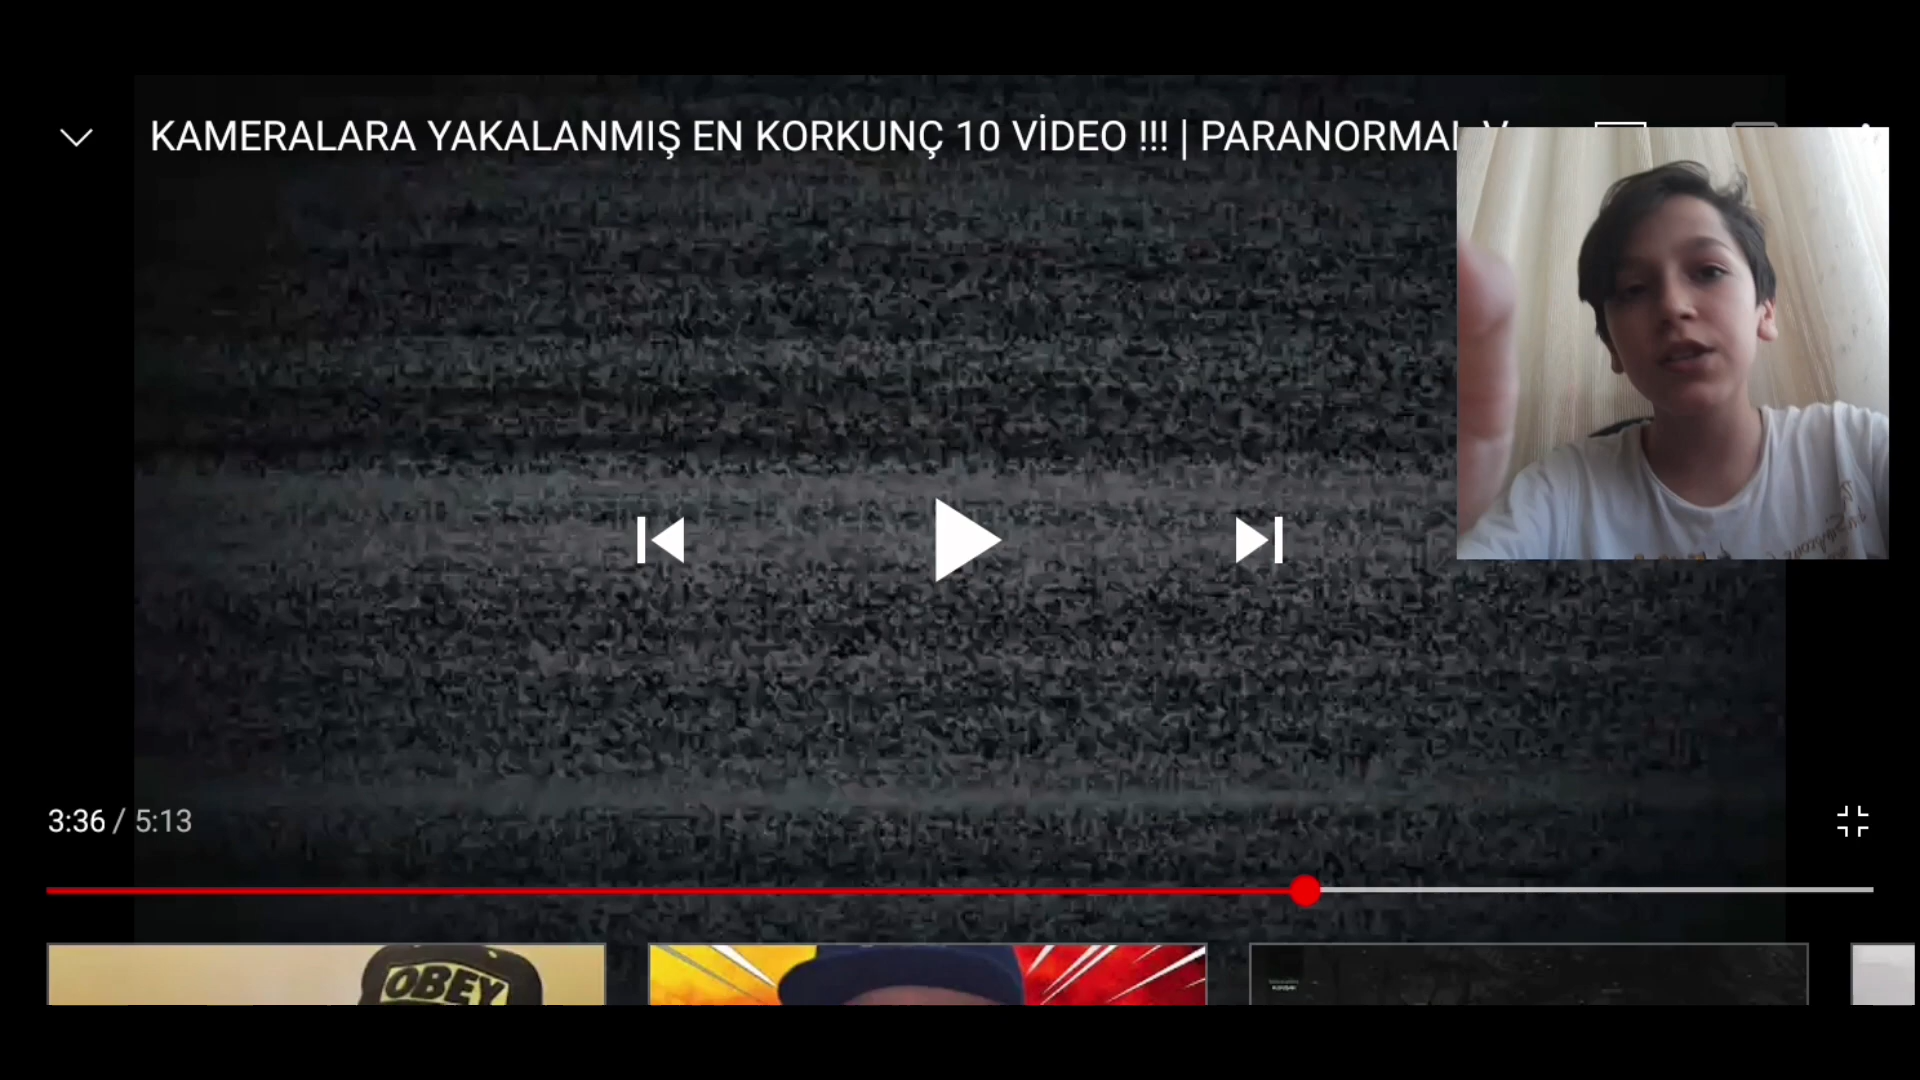 KAMERALARA YAKALANMIŞ EN KORKUNÇ 10 VİDEO !!! | PARANORMAL V
3:36 / 5:13
OBEY